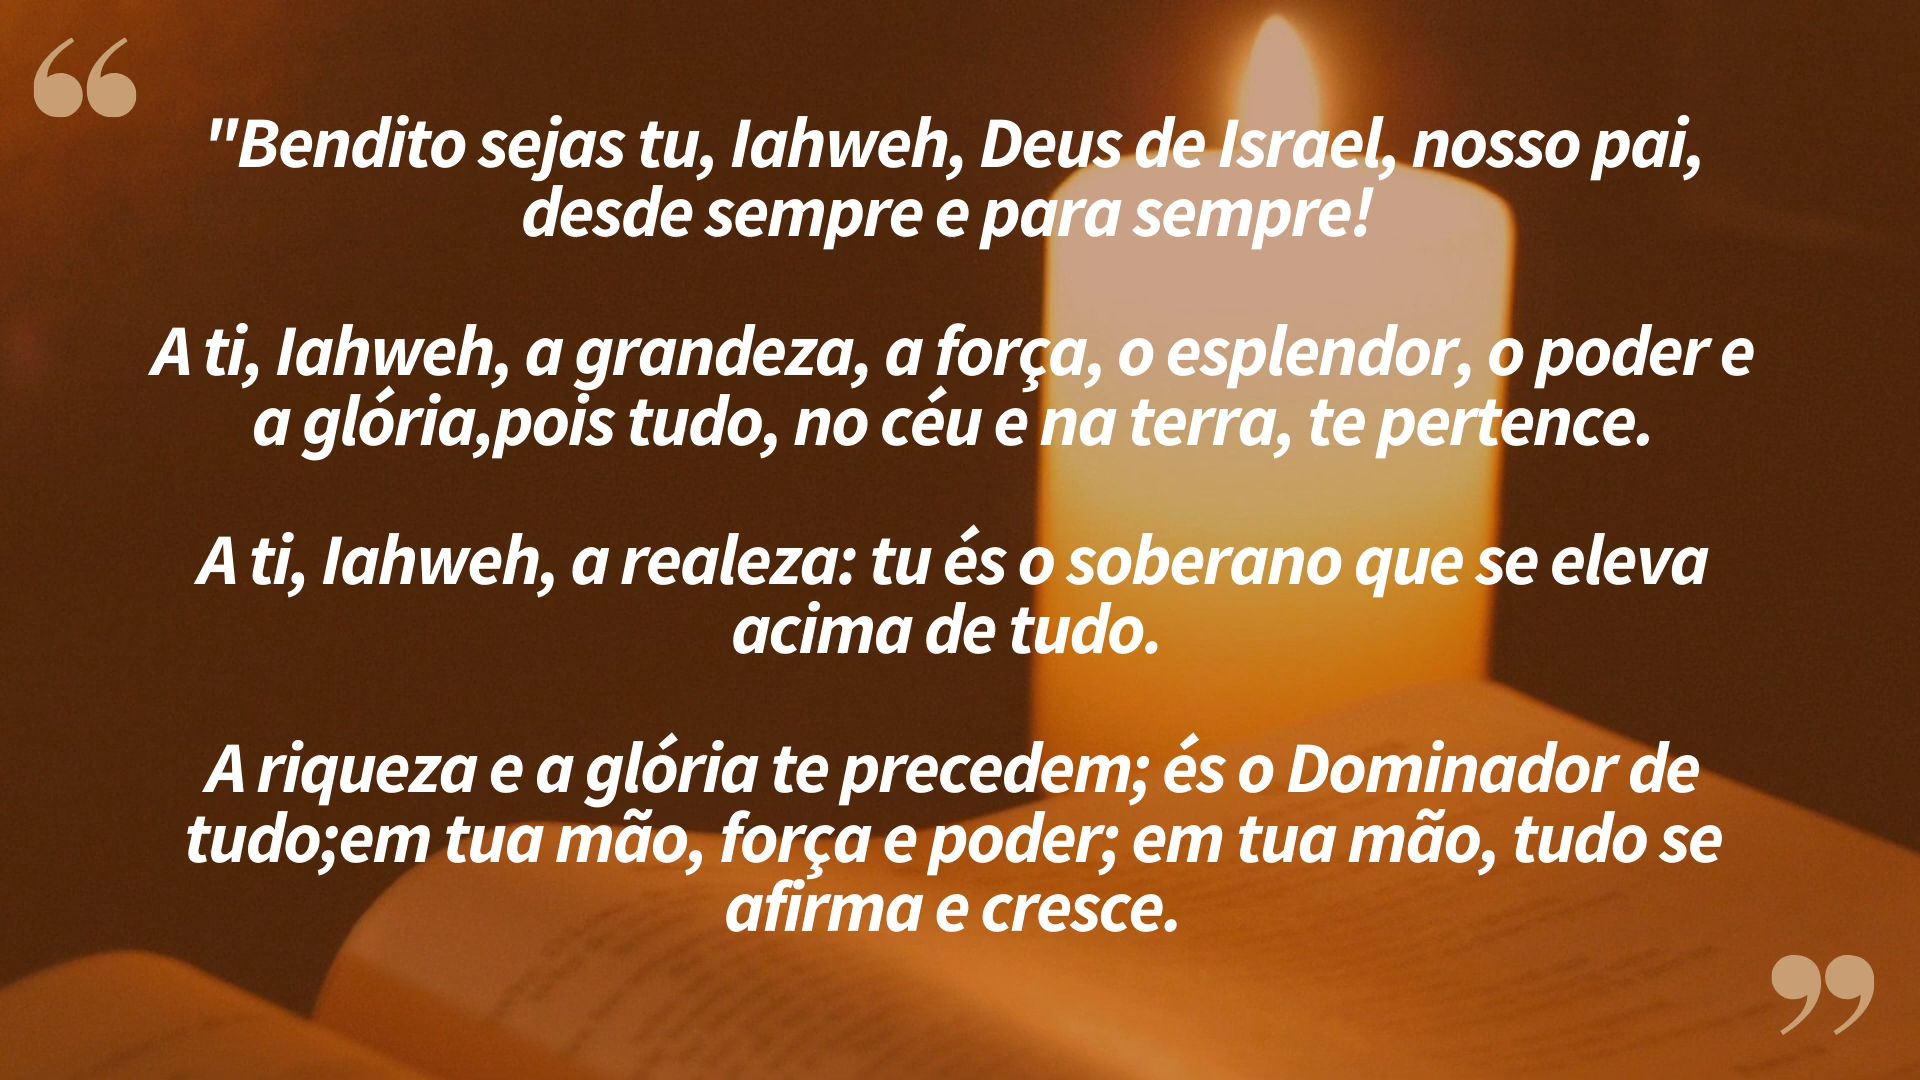 "Bendito sejas tu, Iahweh, Deus de Israel, nosso pai,
desde sempre e para sempre!
A ti, Iahweh, a grandeza, a força, o esplendor, o poder e
a glória,pois tudo, no céu e na terra, te pertence.
A ti, Iahweh, a realeza: tu és o soberano que se eleva
acima de tudo.
A riqueza e a glória te precedem; és o Dominador de
tudo;em tua mão, força e poder; em tua mão, tudo se
afirma e cresce.